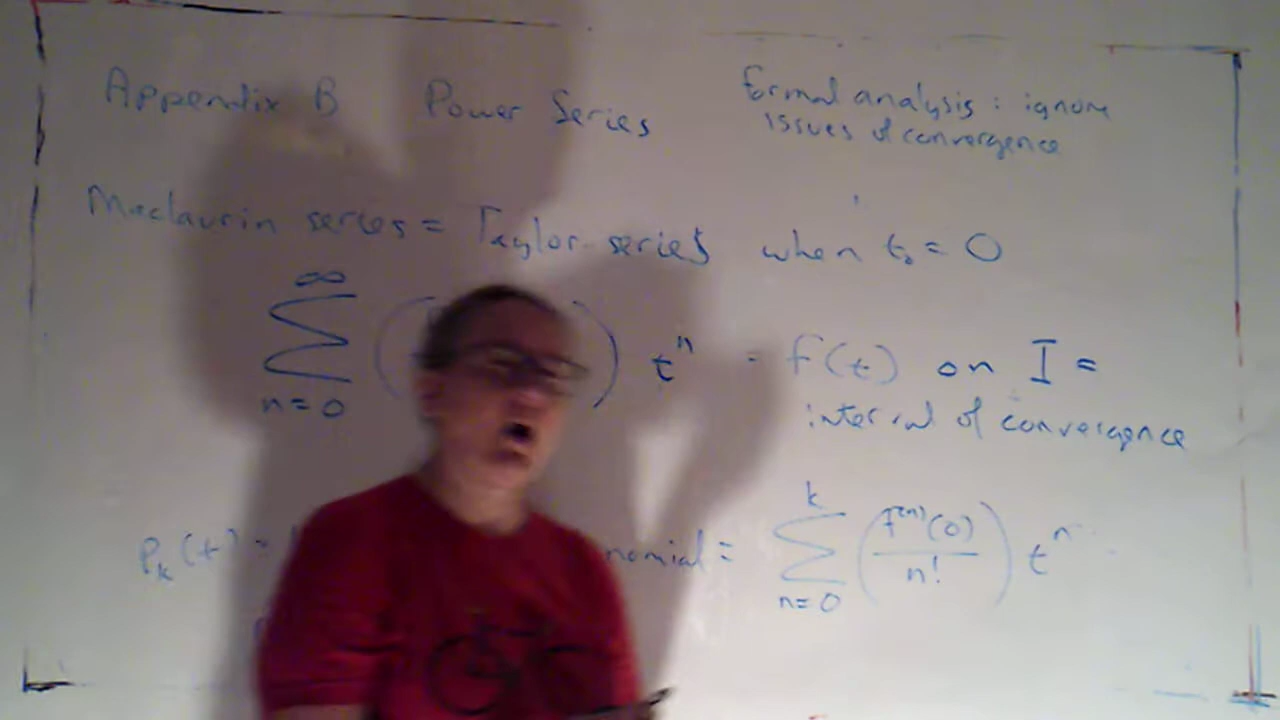 Appendix B Power Series
formal analysis: ignore
issues of convergence
Maclaurin series = Taylor series when t₀ = 0
∞
∑ ( ) tⁿ = f(t) on I =
n=0
interval of convergence
Pₖ(t) = nomial = ∑ (f⁽ⁿ⁾(0) / n!) tⁿ
k
n=0